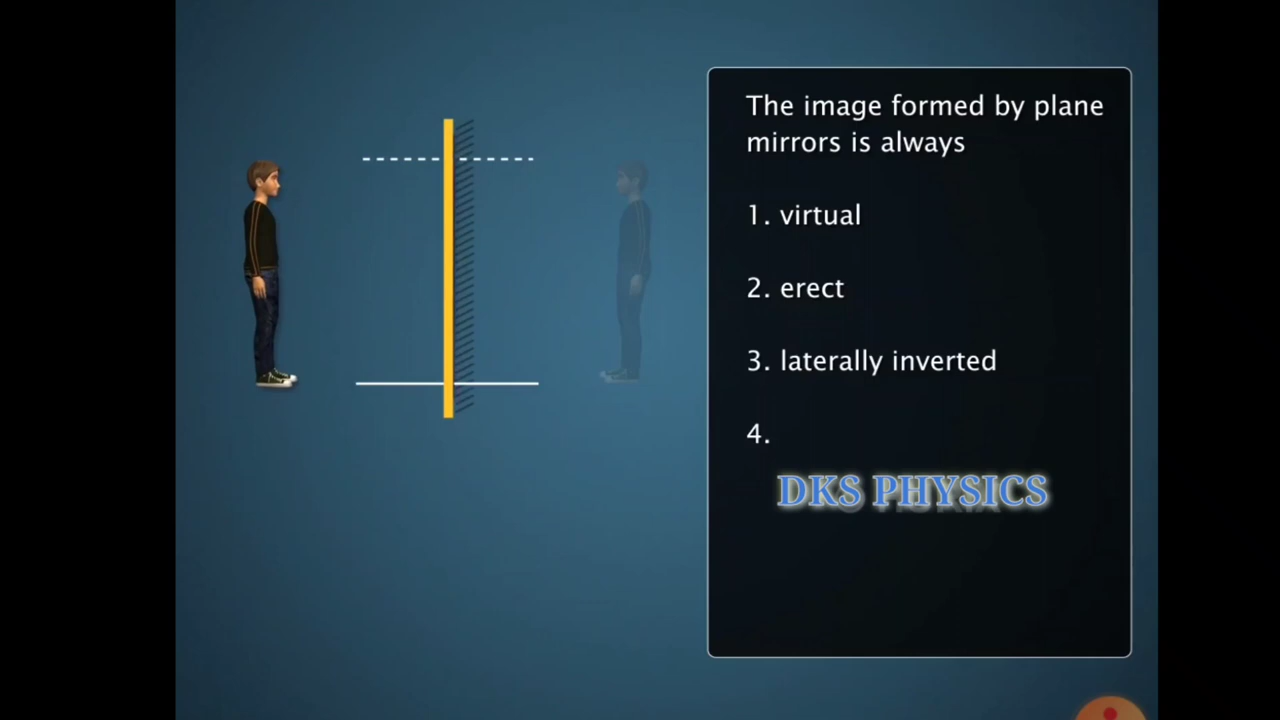 The image formed by plane
mirrors is always
1. virtual
2. erect
3. laterally inverted
4.
DKS PHYSICS